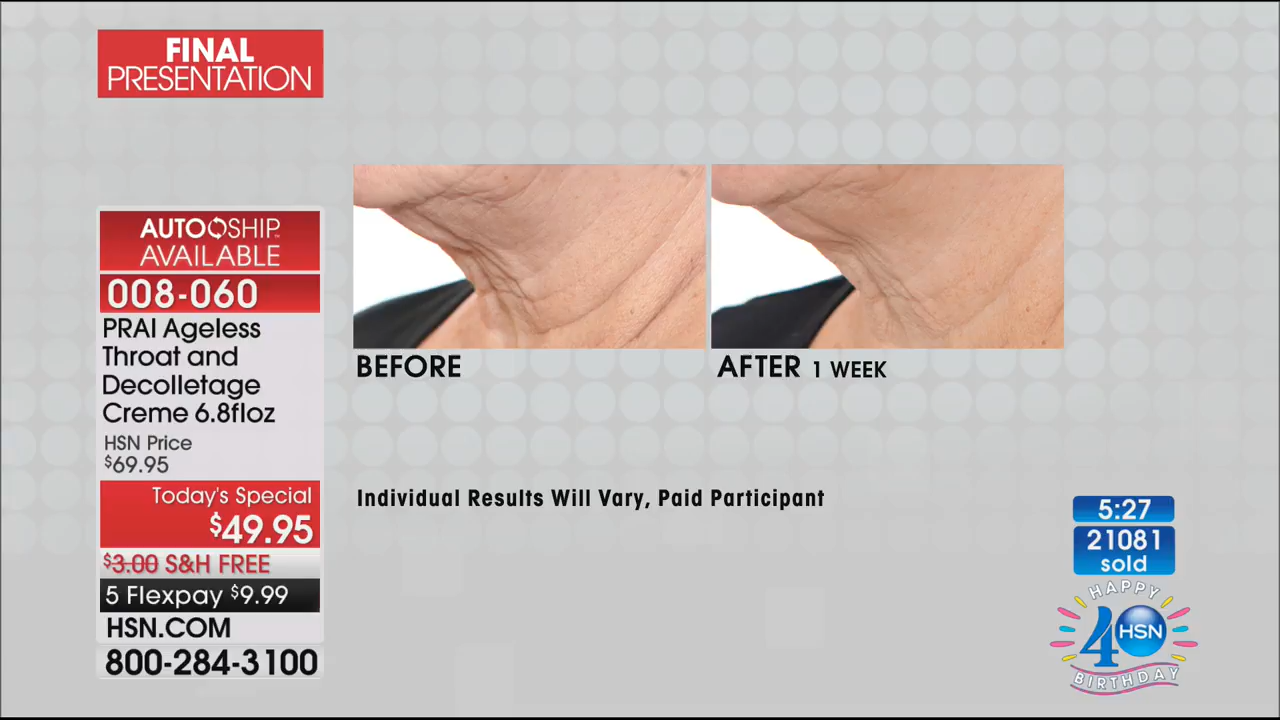 FINAL
PRESENTATION
AUTO SHIP
AVAILABLE
008-060
PRAI Ageless
Throat and
Decolletage
Creme 6.8floz
HSN Price
$69.95
Today's Special
$49.95
$3.00 S&H FREE
5 Flexpay $9.99
HSN.COM
800-284-3100
BEFORE
AFTER 1 WEEK
Individual Results Will Vary, Paid Participant
5:27
21081
sold
HAPPY
40 HSN
BIRTHDAY